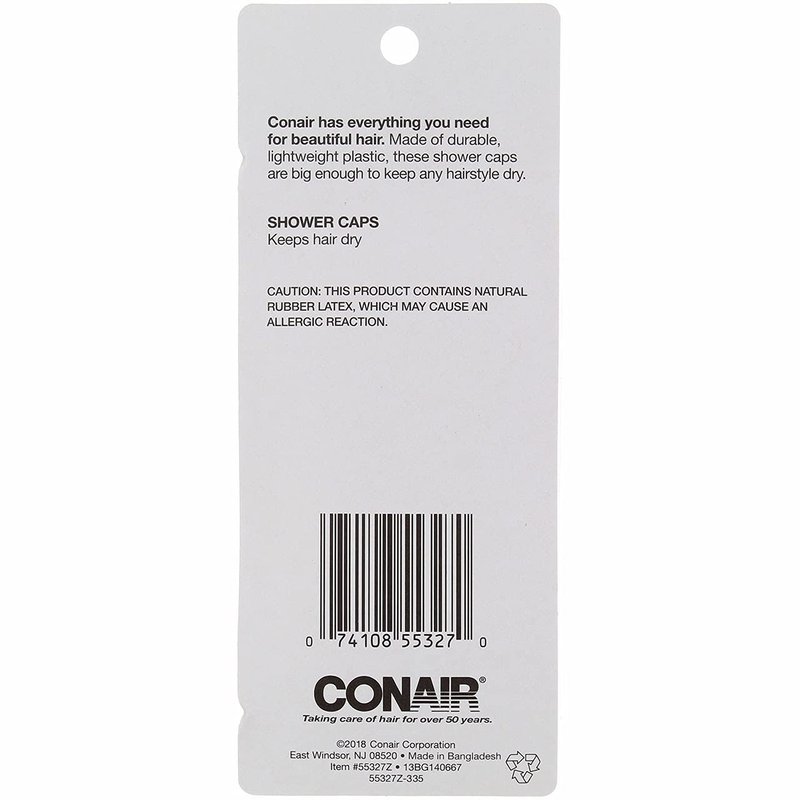 Conair has everything you need
for beautiful hair. Made of durable,
lightweight plastic, these shower caps
are big enough to keep any hairstyle dry.
SHOWER CAPS
Keeps hair dry
CAUTION: THIS PRODUCT CONTAINS NATURAL
RUBBER LATEX, WHICH MAY CAUSE AN
ALLERGIC REACTION.
0 74108 55327 0
CONAIR®
Taking care of hair for over 50 years.
©2018 Conair Corporation
East Windsor, NJ 08520 • Made in Bangladesh
Item #55327Z • 13BG140667
55327Z-335